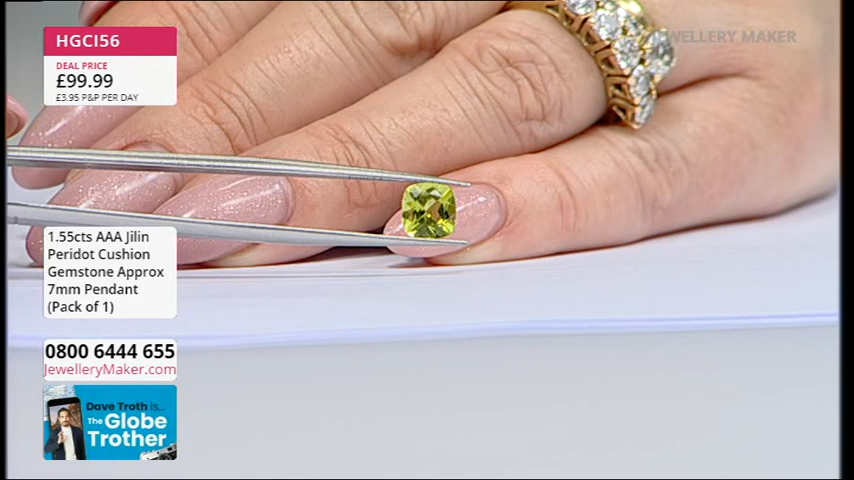 HGCI56
DEAL PRICE
£99.99
£3.95 P&P PER DAY
JEWELLERY MAKER
1.55cts AAA Jilin
Peridot Cushion
Gemstone Approx
7mm Pendant
(Pack of 1)
0800 6444 655
JewelleryMaker.com
Dave Troth is...
The Globe
Trother